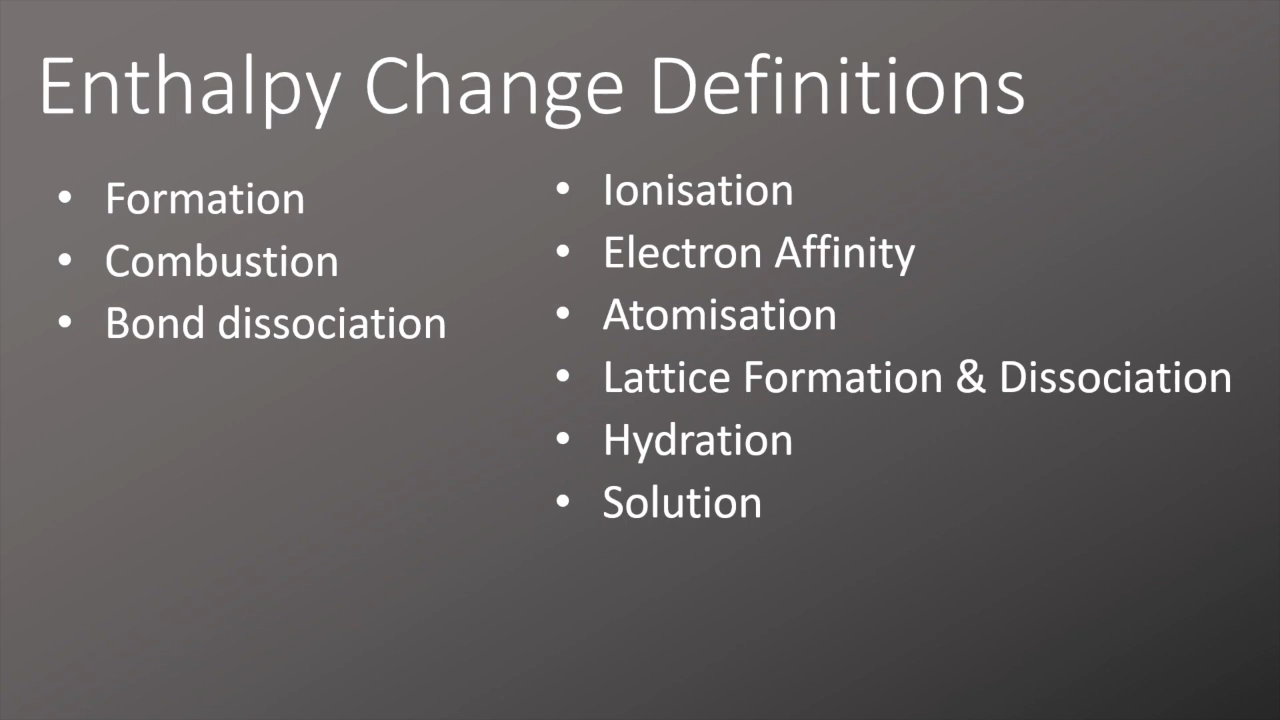 Enthalpy Change Definitions
• Formation
• Combustion
• Bond dissociation
• Ionisation
• Electron Affinity
• Atomisation
• Lattice Formation & Dissociation
• Hydration
• Solution